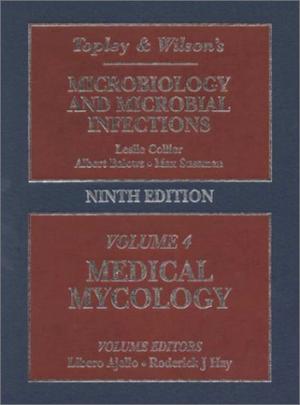 Topley & Wilson's
MICROBIOLOGY
AND MICROBIAL
INFECTIONS
Leslie Collier
Albert Balows · Max Sussman
NINTH EDITION
VOLUME 4
MEDICAL
MYCOLOGY
VOLUME EDITORS
Libero Ajello · Roderick J Hay